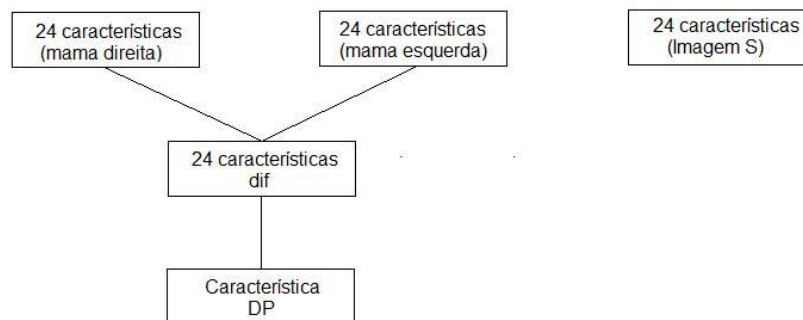 24 características
(mama direita)
24 características
(mama esquerda)
24 características
(Imagem S)
24 características
dif
Característica
DP